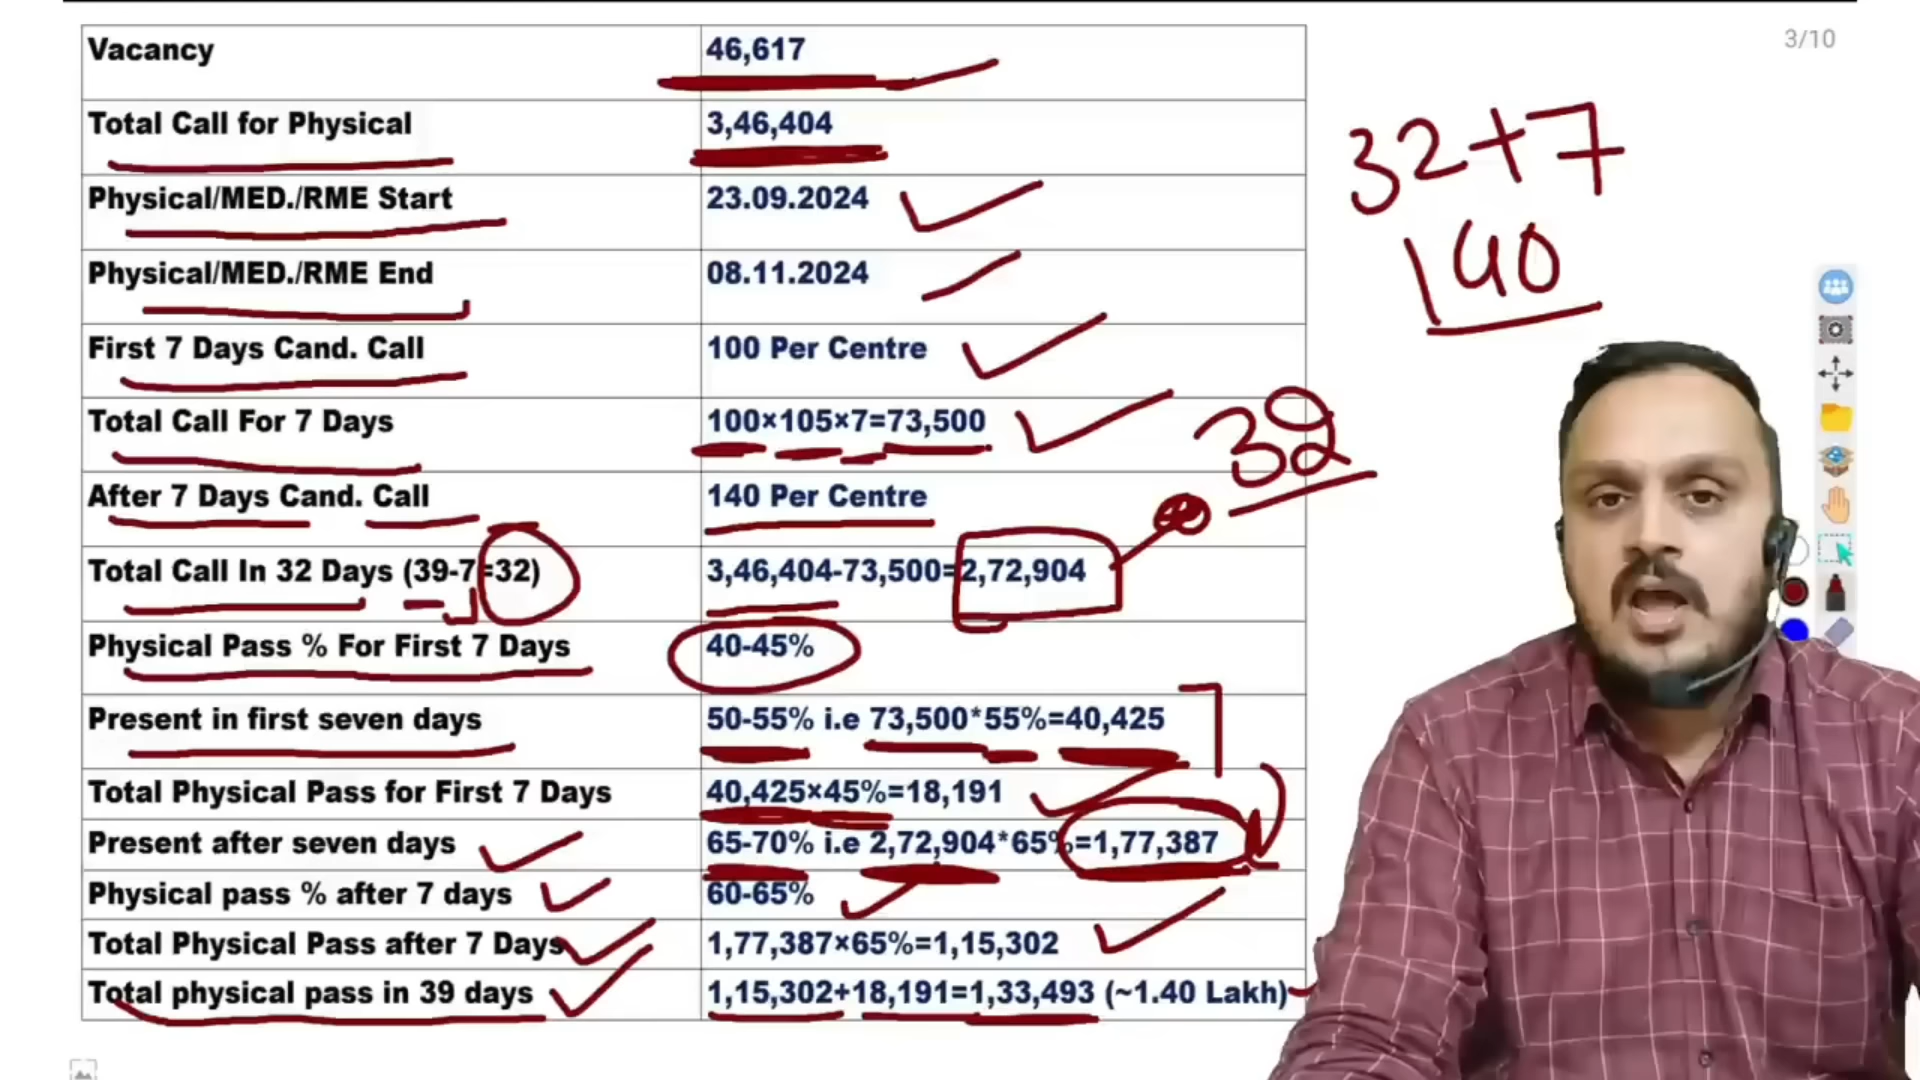 3/10
Vacancy 46,617
Total Call for Physical 3,46,404
Physical/MED./RME Start 23.09.2024
Physical/MED./RME End 08.11.2024
First 7 Days Cand. Call 100 Per Centre
Total Call For 7 Days 100×105×7=73,500
After 7 Days Cand. Call 140 Per Centre
Total Call In 32 Days (39-7=32) 3,46,404-73,500=2,72,904
Physical Pass % For First 7 Days 40-45%
Present in first seven days 50-55% i.e 73,500*55%=40,425
Total Physical Pass for First 7 Days 40,425×45%=18,191
Present after seven days 65-70% i.e 2,72,904*65%=1,77,387
Physical pass % after 7 days 60-65%
Total Physical Pass after 7 Days 1,77,387×65%=1,15,302
Total physical pass in 39 days 1,15,302+18,191=1,33,493 (~1.40 Lakh)
32+7
40
32